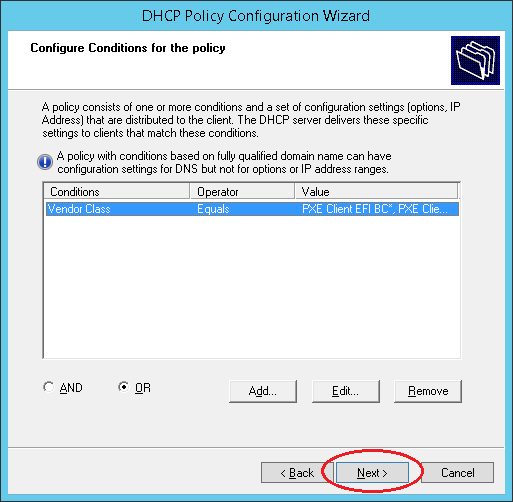 DHCP Policy Configuration Wizard
Configure Conditions for the policy
A policy consists of one or more conditions and a set of configuration settings (options, IP
Address) that are distributed to the client. The DHCP server delivers these specific
settings to clients that match these conditions.
A policy with conditions based on fully qualified domain name can have
configuration settings for DNS but not for options or IP address ranges.
Conditions Operator Value
Vendor Class Equals PXE Client EFI BC*, PXE Clie...
AND OR Add... Edit... Remove
< Back Next > Cancel